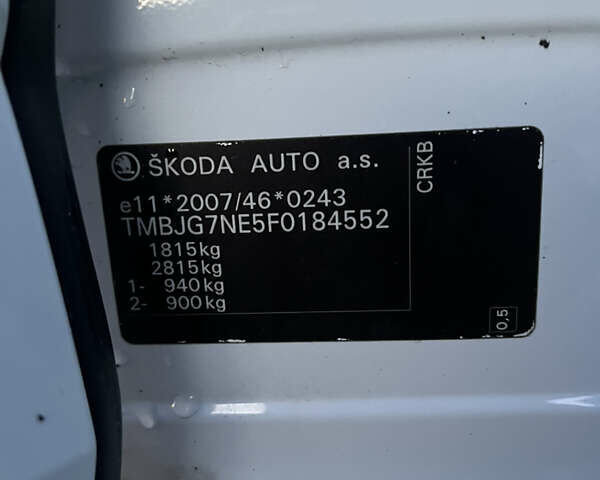 ŠKODA AUTO a.s.
e11*2007/46*0243
TMBJG7NE5F0184552
1815kg
2815kg
1- 940kg
2- 900kg
CRKB
0,5